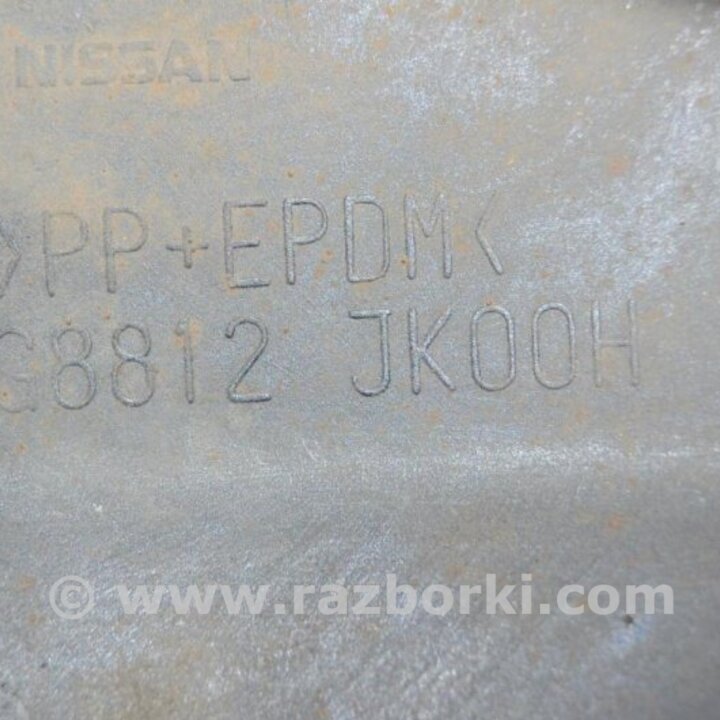 NISSAN
>PP+EPDM<
G8812 JK00H
© www.razborki.com